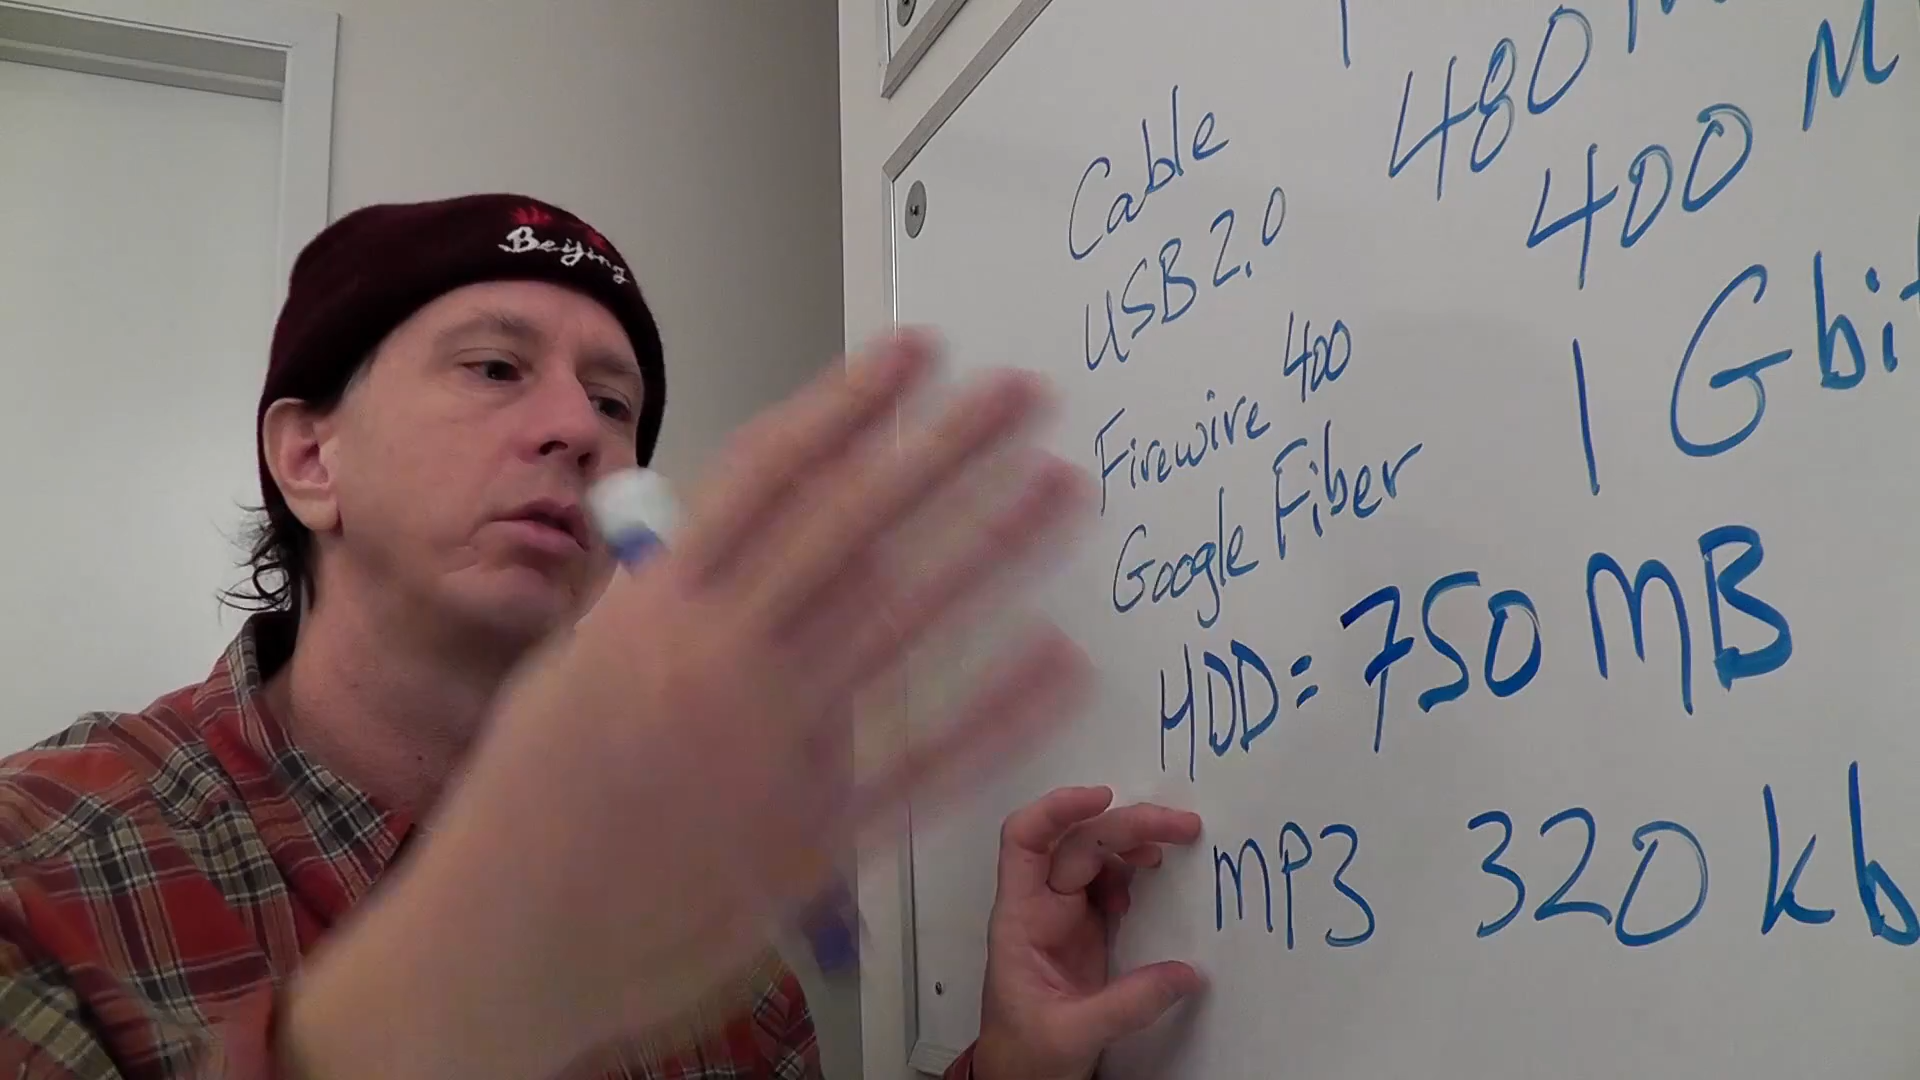 Beijing
Cable
USB 2.0 480
Firewire 400 400 M
Google Fiber 1 Gbit
HDD = 750 MB
MP3 320 kb